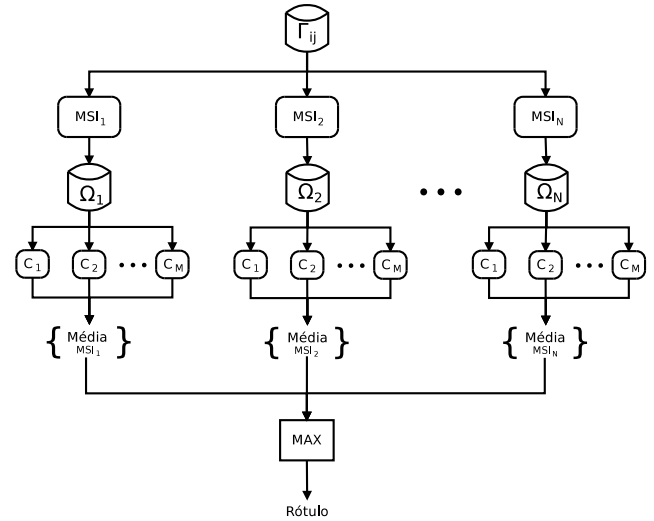 Γij
MSI1 MSI2 MSIN
Ω1 Ω2 ΩN
C1 C2 CM C1 C2 CM C1 C2 CM
{ Média } { Média } { Média }
MSI1 MSI2 MSIN
MAX
Rótulo